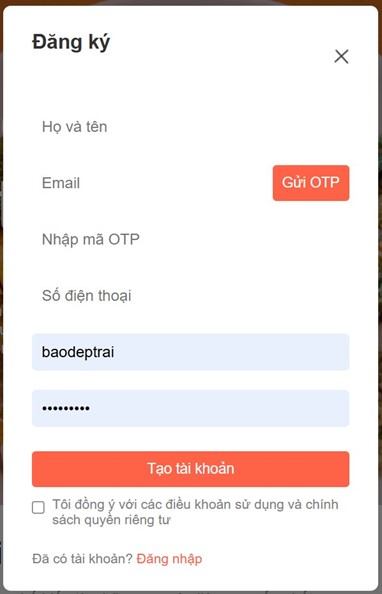 Đăng ký
Họ và tên
Email
Gửi OTP
Nhập mã OTP
Số điện thoại
baodeptrai
•••••••••
Tạo tài khoản
Tôi đồng ý với các điều khoản sử dụng và chính
sách quyền riêng tư
Đã có tài khoản? Đăng nhập